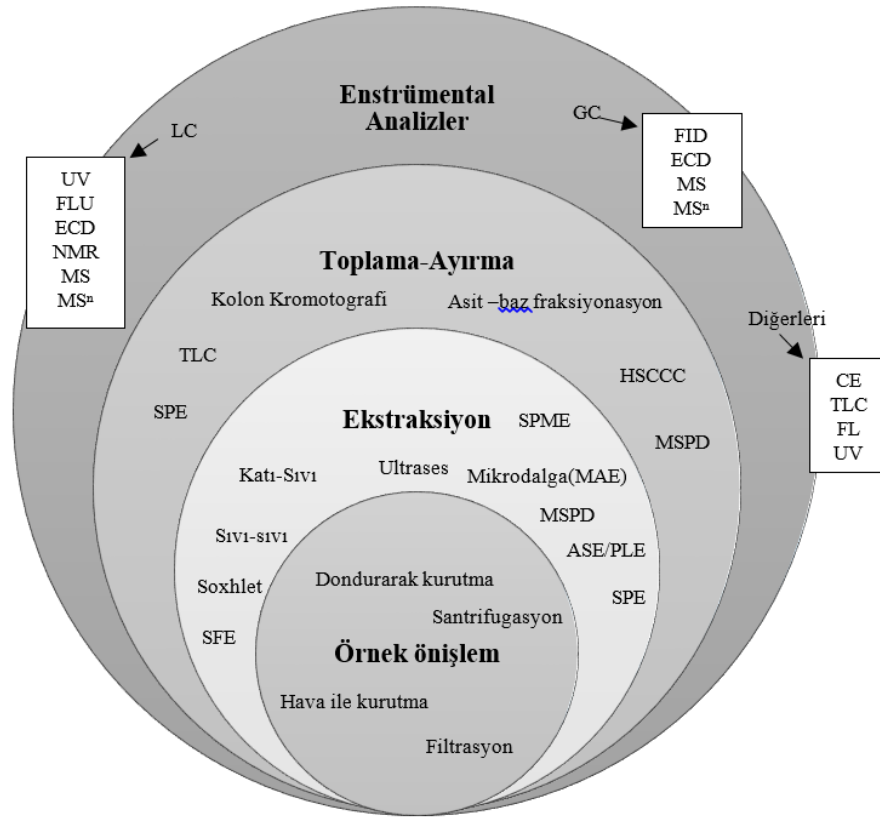 Enstrümental
Analizler
LC
UV
FLU
ECD
NMR
MS
MSⁿ
GC
FID
ECD
MS
MSⁿ
Diğerleri
CE
TLC
FL
UV
Toplama-Ayırma
Kolon Kromotografi
Asit –baz fraksiyonasyon
TLC
SPE
HSCCC
MSPD
Ekstraksiyon
SPME
Katı-Sıvı
Ultrases
Mikrodalga(MAE)
MSPD
Sıvı-sıvı
ASE/PLE
Soxhlet
SPE
SFE
Dondurarak kurutma
Santrifugasyon
Örnek önişlem
Hava ile kurutma
Filtrasyon